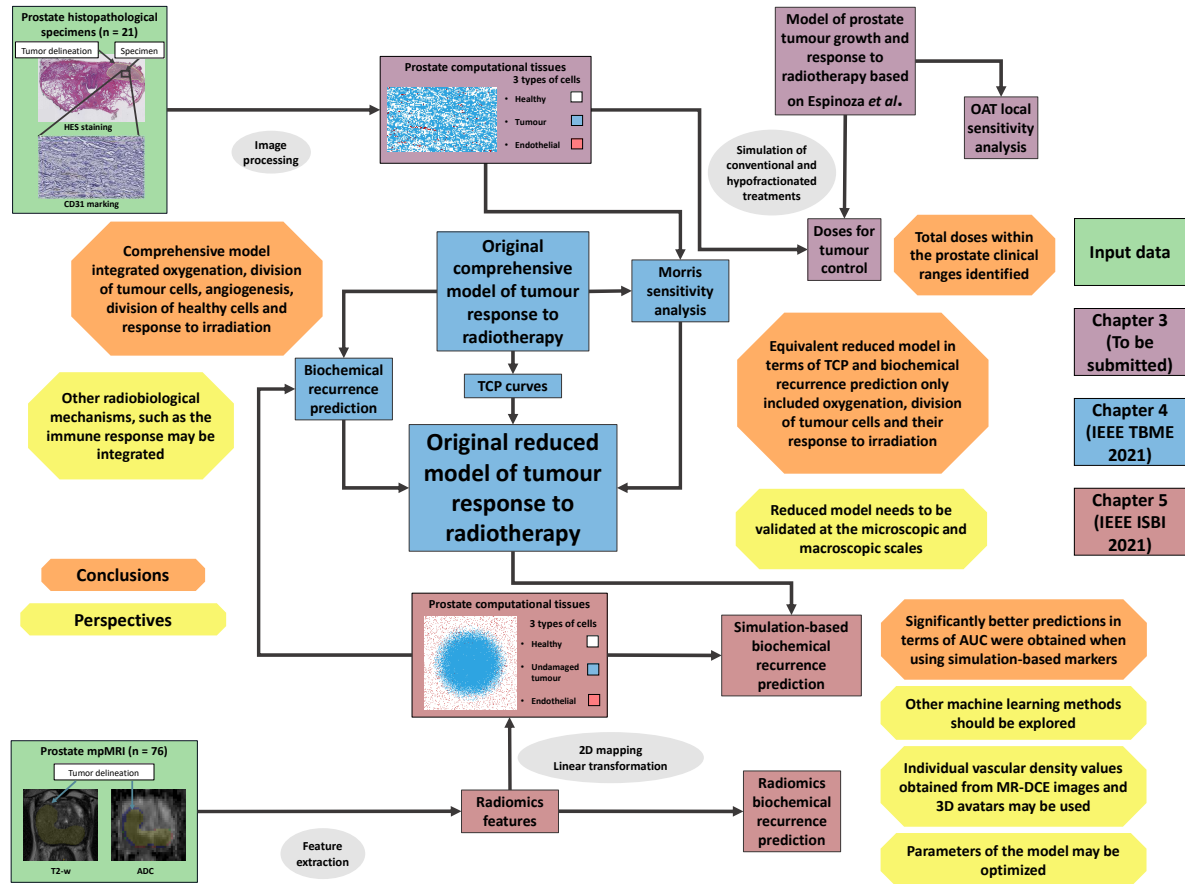 Prostate histopathological
specimens (n = 21)
Tumor delineation
Specimen
HES staining
CD31 marking
Image
processing
Prostate computational tissues
3 types of cells
• Healthy
• Tumour
• Endothelial
Model of prostate
tumour growth and
response to
radiotherapy based
on Espinoza et al.
OAT local
sensitivity
analysis
Simulation of
conventional and
hypofractionated
treatments
Doses for
tumour
control
Total doses within
the prostate clinical
ranges identified
Input data
Chapter 3
(To be
submitted)
Chapter 4
(IEEE TBME
2021)
Chapter 5
(IEEE ISBI
2021)
Comprehensive model
integrated oxygenation, division
of tumour cells, angiogenesis,
division of healthy cells and
response to irradiation
Original
comprehensive
model of tumour
response to
radiotherapy
Morris
sensitivity
analysis
Biochemical
recurrence
prediction
TCP curves
Equivalent reduced model in
terms of TCP and biochemical
recurrence prediction only
included oxygenation, division
of tumour cells and their
response to irradiation
Other radiobiological
mechanisms, such as the
immune response may be
integrated
Original reduced
model of tumour
response to
radiotherapy
Reduced model needs to be
validated at the microscopic and
macroscopic scales
Conclusions
Perspectives
Prostate computational tissues
3 types of cells
• Healthy
• Undamaged
tumour
• Endothelial
Simulation-based
biochemical
recurrence
prediction
Significantly better predictions in
terms of AUC were obtained when
using simulation-based markers
Other machine learning methods
should be explored
Individual vascular density values
obtained from MR-DCE images and
3D avatars may be used
Parameters of the model may be
optimized
Prostate mpMRI (n = 76)
Tumor delineation
T2-w
ADC
Feature
extraction
2D mapping
Linear transformation
Radiomics
features
Radiomics
biochemical
recurrence
prediction